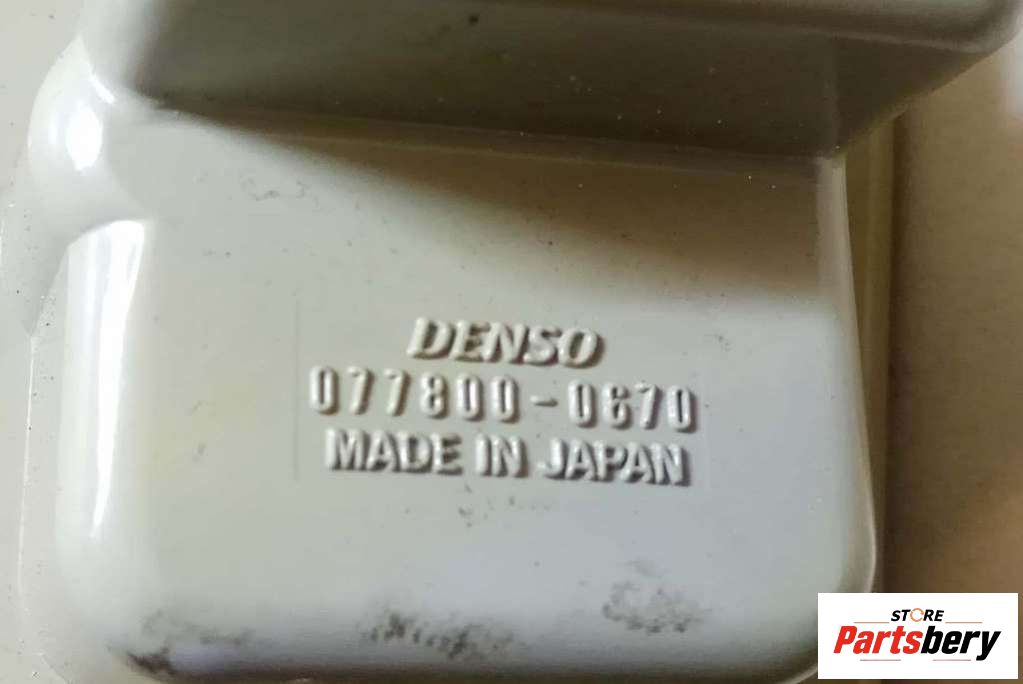 DENSO
077800-0670
MADE IN JAPAN
STORE
Partsbery